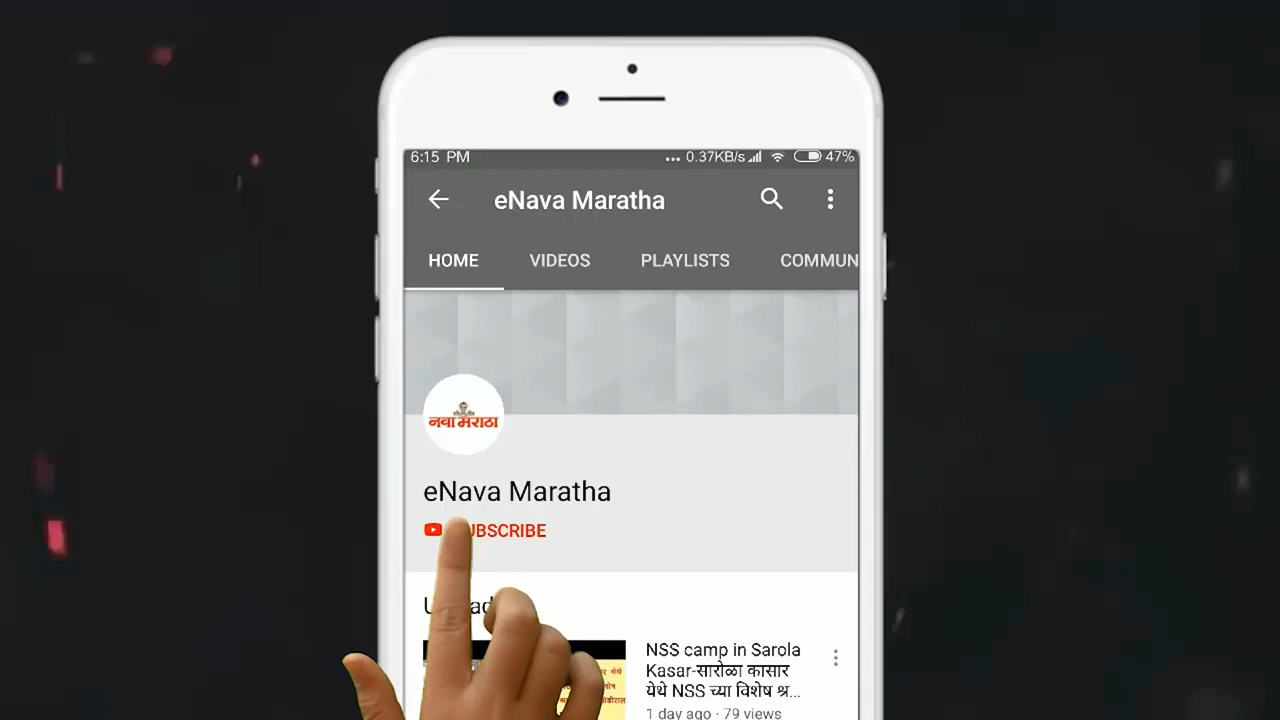 6:15 PM ... 0.37KB/s 47%
eNava Maratha
HOME VIDEOS PLAYLISTS COMMUN
नवा मराठा
eNava Maratha
UBSCRIBE
NSS camp in Sarola
Kasar-सारोळा कासार
येथे NSS च्या विशेष श्र...
1 day ago · 79 views